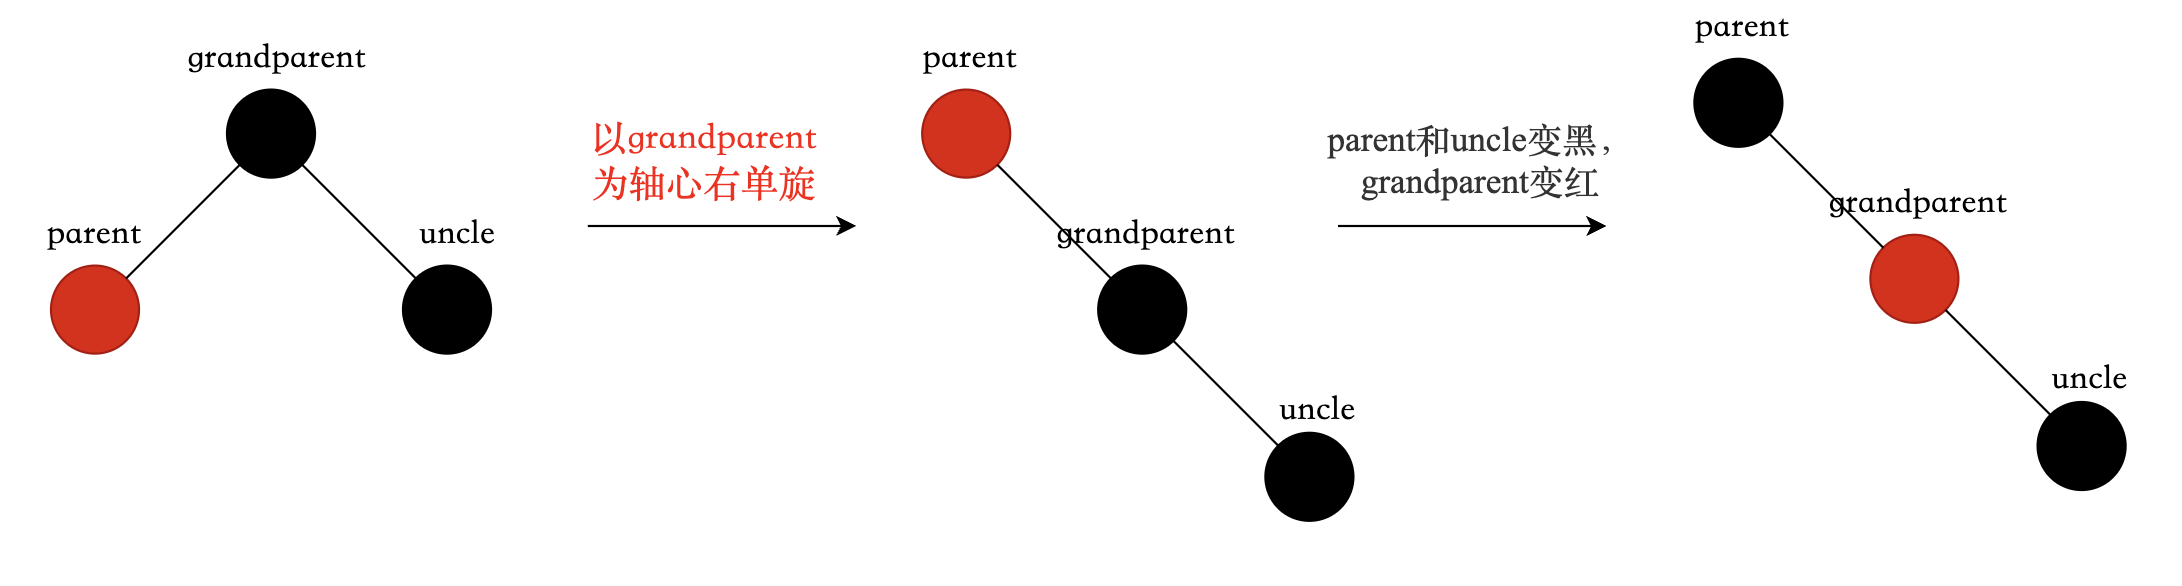 grandparent
parent
uncle
以grandparent
为轴心右单旋
parent
grandparent
uncle
parent和uncle变黑，
grandparent变红
parent
grandparent
uncle